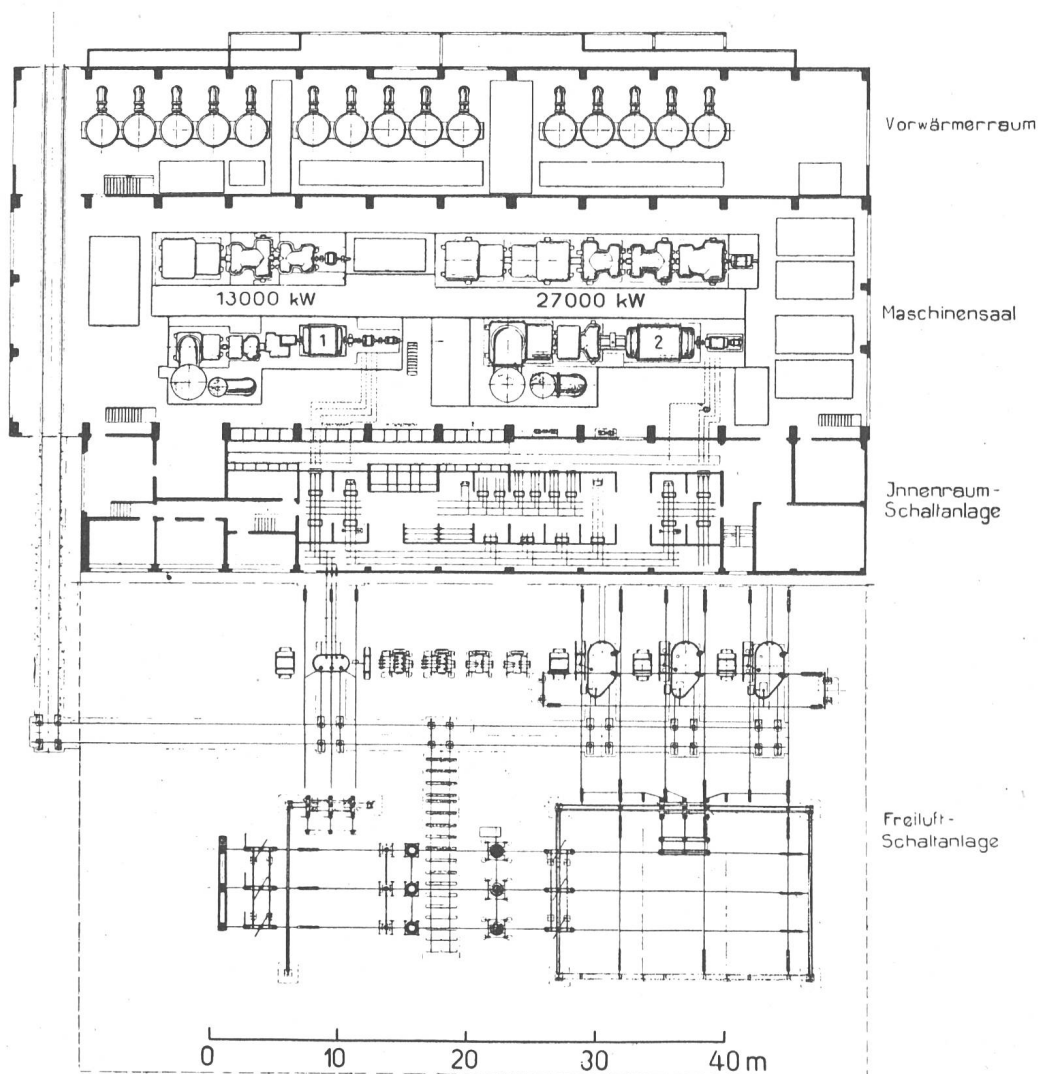 Vorwärmerraum
13000 kW
27000 kW
Maschinensaal
1
2
Jnnenraum-
Schaltanlage
Freiluft-
Schaltanlage
0 10 20 30 40 m